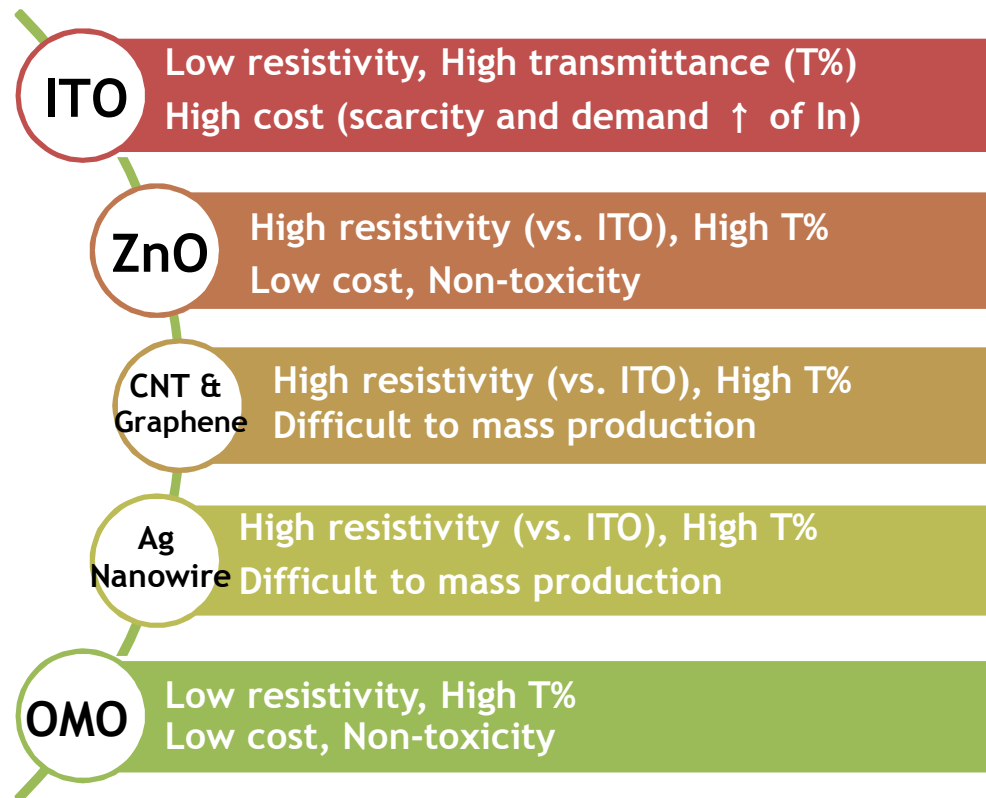 ITO
Low resistivity, High transmittance (T%)
High cost (scarcity and demand ↑ of In)
ZnO
High resistivity (vs. ITO), High T%
Low cost, Non-toxicity
CNT &
Graphene
High resistivity (vs. ITO), High T%
Difficult to mass production
Ag
Nanowire
High resistivity (vs. ITO), High T%
Difficult to mass production
OMO
Low resistivity, High T%
Low cost, Non-toxicity